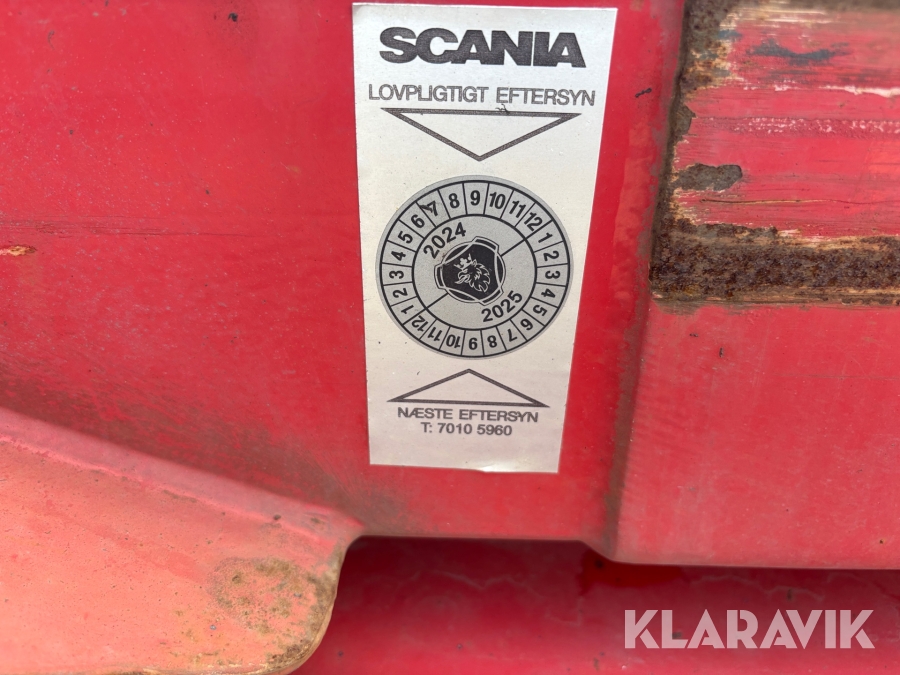 SCANIA
LOVPLIGTIGT EFTERSYN
1 2 3 4 5 6 7 8 9 10 11 12
2024
1 2 3 4 5 6 7 8 9 10 11 12
2025
NÆSTE EFTERSYN
T: 7010 5960
KLARAVIK